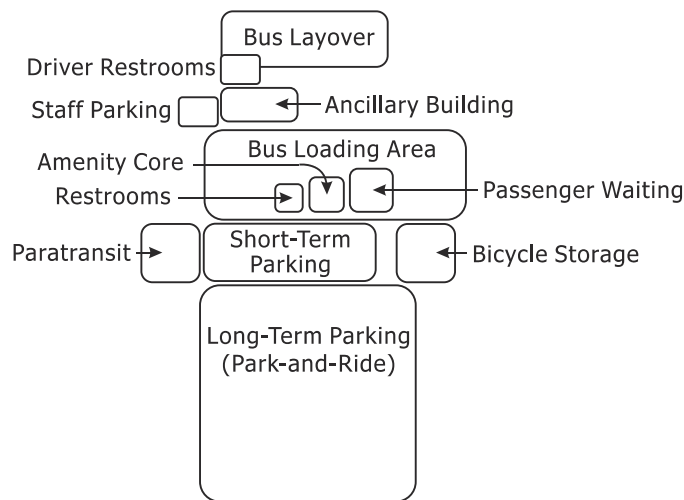 Bus Layover
Driver Restrooms
Staff Parking
Ancillary Building
Bus Loading Area
Amenity Core
Restrooms
Passenger Waiting
Paratransit
Short-Term
Parking
Bicycle Storage
Long-Term Parking
(Park-and-Ride)